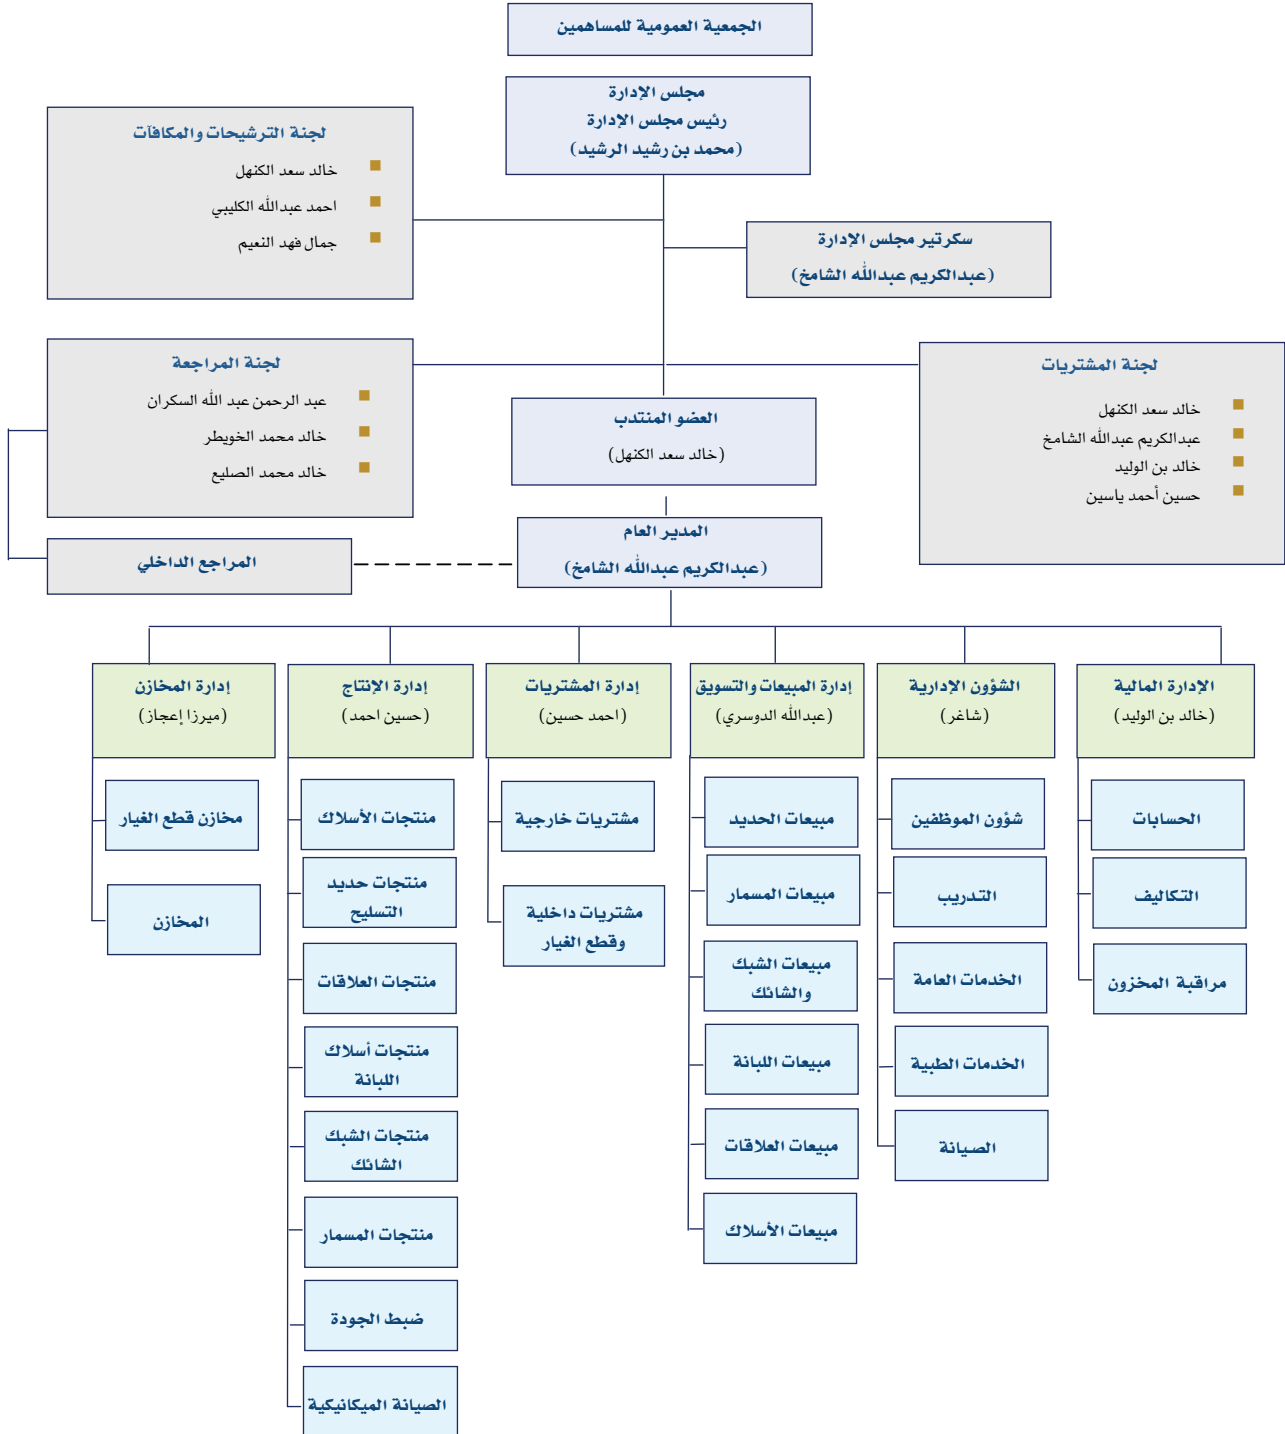 الجمعية العمومية للمساهمين
مجلس الإدارة
رئيس مجلس الإدارة
(محمد بن رشيد الرشيد)
لجنة الترشيحات والمكافآت
خالد سعد الكنهل
احمد عبدالله الكليبي
جمال فهد النعيم
سكرتير مجلس الإدارة
(عبدالكريم عبدالله الشامخ)
لجنة المشتريات
خالد سعد الكنهل
عبدالكريم عبدالله الشامخ
خالد بن الوليد
حسين أحمد ياسين
لجنة المراجعة
عبد الرحمن عبد الله السكران
خالد محمد الخويطر
خالد محمد الصليع
العضو المنتدب
(خالد سعد الكنهل)
المدير العام
(عبدالكريم عبدالله الشامخ)
المراجع الداخلي
الإدارة المالية
(خالد بن الوليد)
الحسابات
التكاليف
مراقبة المخزون
الشؤون الإدارية
(شاغر)
شؤون الموظفين
التدريب
الخدمات العامة
الخدمات الطبية
الصيانة
إدارة المبيعات والتسويق
(عبدالله الدوسري)
مبيعات الحديد
مبيعات المسمار
مبيعات الشبك
والشائك
مبيعات اللبانة
مبيعات العلاقات
مبيعات الأسلاك
إدارة المشتريات
(احمد حسين)
مشتريات خارجية
مشتريات داخلية
وقطع الغيار
إدارة الإنتاج
(حسين احمد)
منتجات الأسلاك
منتجات حديد
التسليح
منتجات العلاقات
منتجات أسلاك
اللبانة
منتجات الشبك
الشائك
منتجات المسمار
ضبط الجودة
الصيانة الميكانيكية
إدارة المخازن
(ميرزا إعجاز)
مخازن قطع الغيار
المخازن